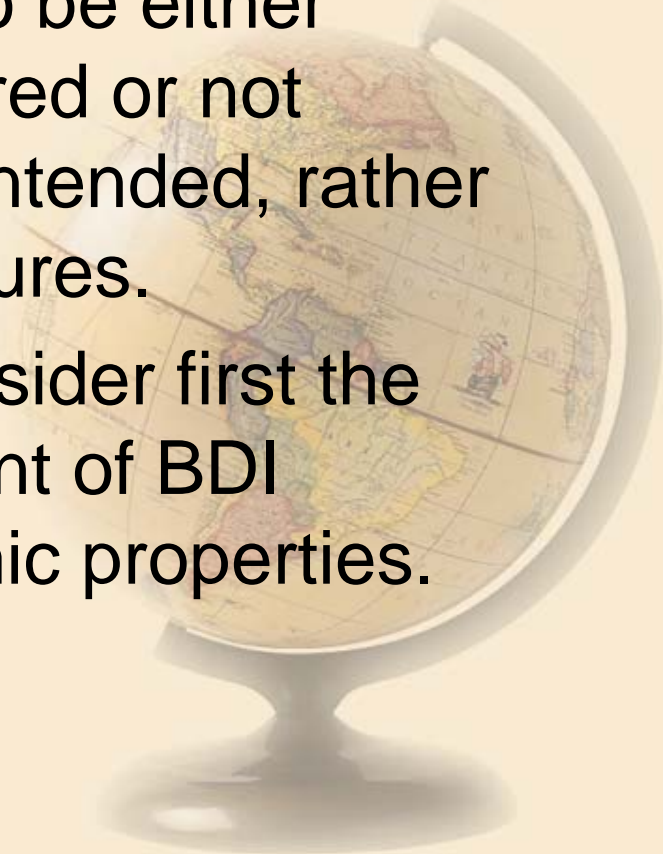 o be either
red or not
ntended, rather
ures.
sider first the
nt of BDI
nic properties.